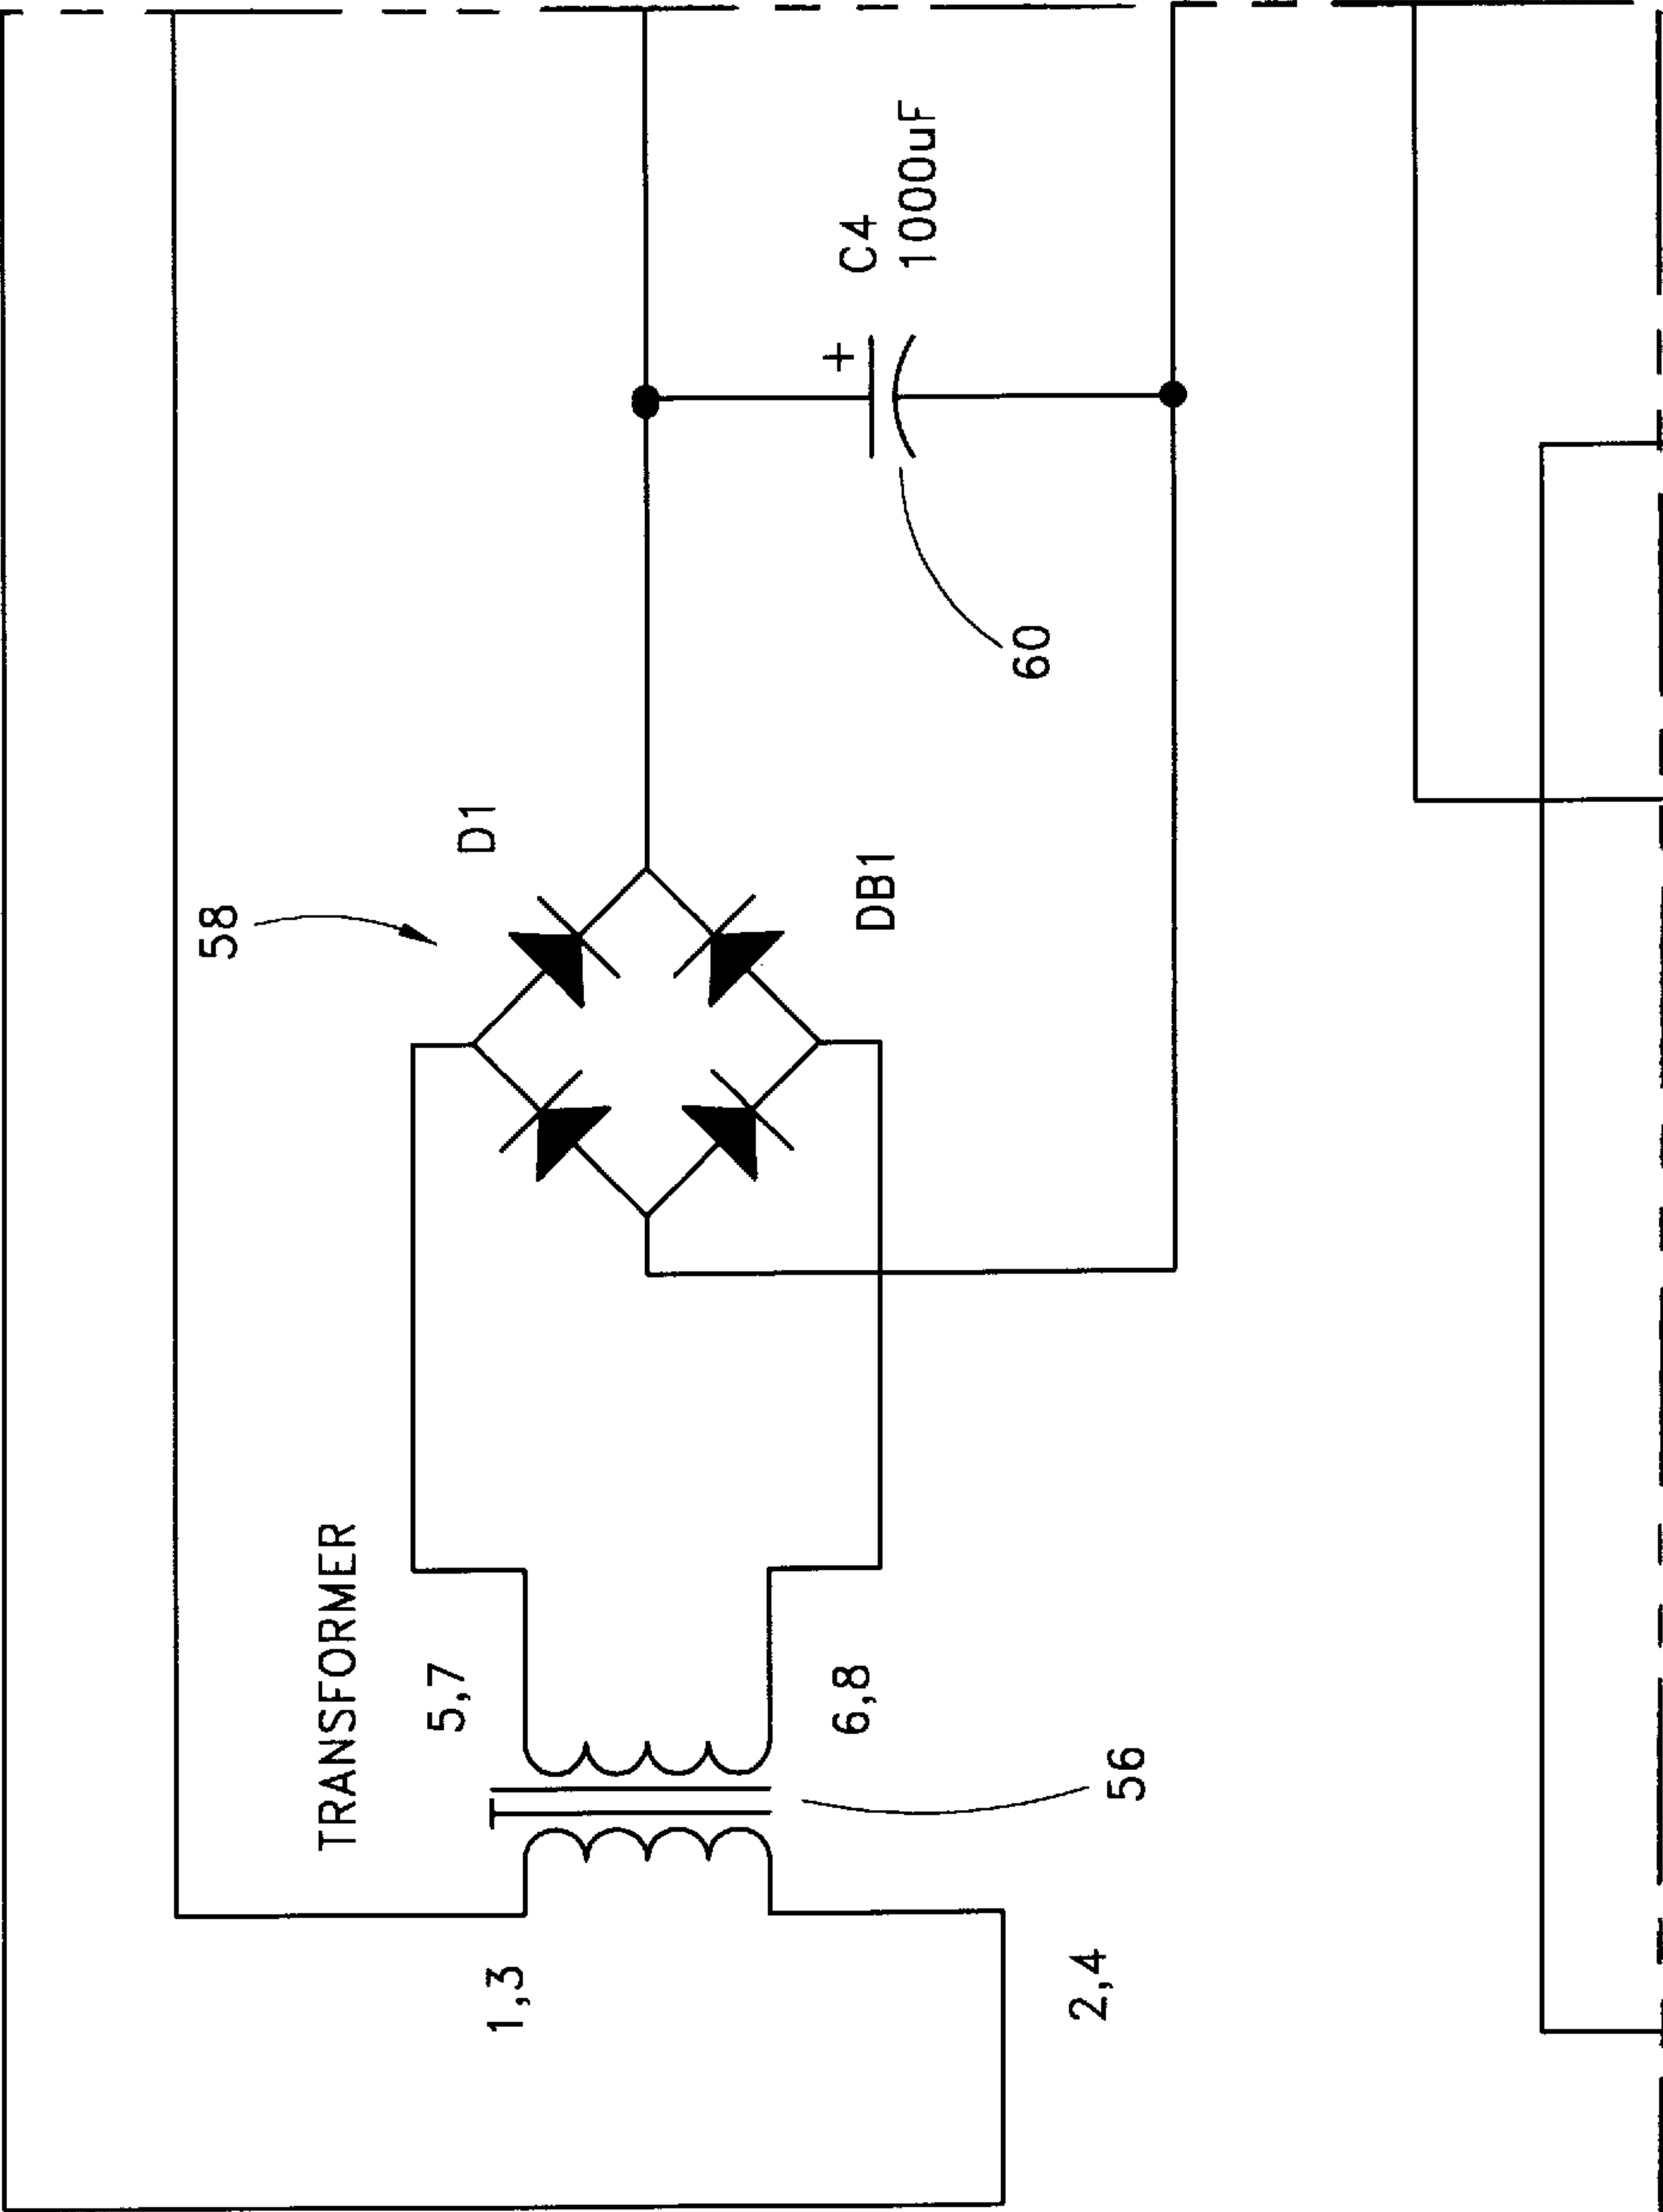 TRANSFORMER
1,3
5,7
2,4
6,8
56
58
D1
DB1
+
C4
1000uF
60